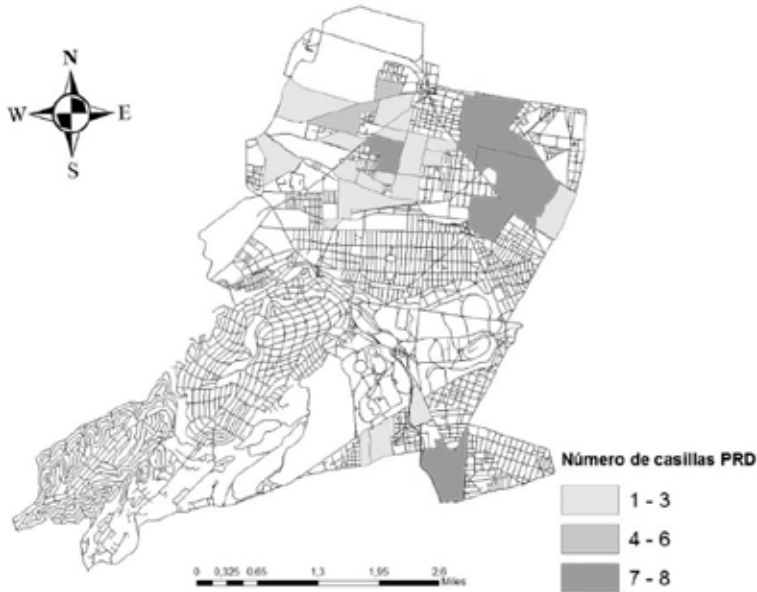 N
W E
S
Número de casillas PRD
1 - 3
4 - 6
7 - 8
0 0,325 0.65 1,3 1,95 2,6
Miles